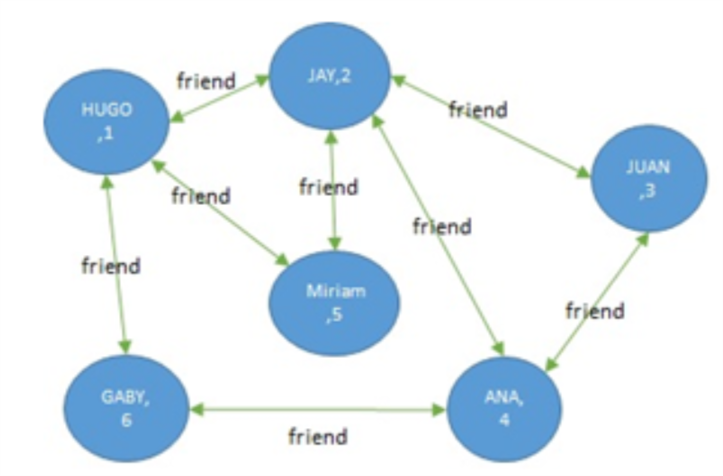 friend
JAY,2
HUGO
,1
friend
JUAN
,3
friend
friend
friend
friend
Miriam
,5
friend
GABY,
6
ANA,
4
friend